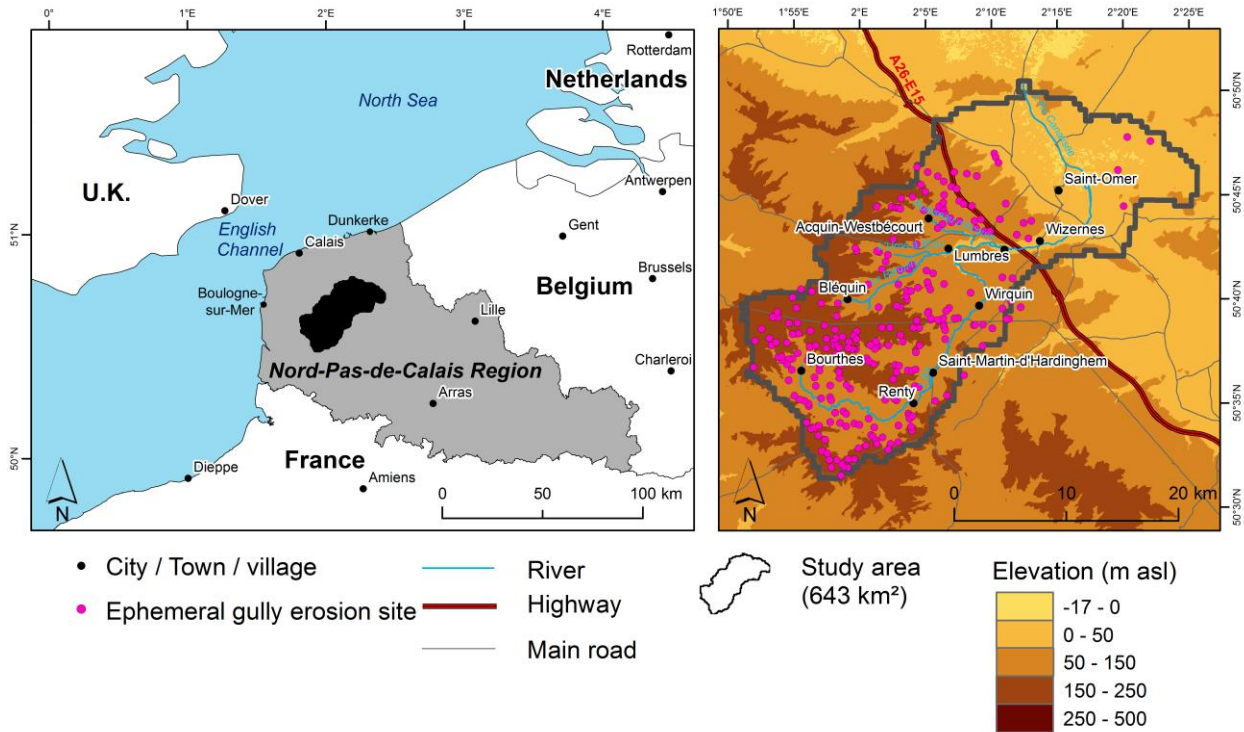 0°
1°E
2°E
3°E
4°E
51°N
50°N
Rotterdam
Netherlands
North Sea
U.K.
Antwerpen
Dover
Dunkerke
Gent
English
Channel
Calais
Brussels
Belgium
Boulogne-
sur-Mer
Lille
Charleroi
Nord-Pas-de-Calais Region
Arras
France
Dieppe
Amiens
N
0 50 100 km
1°50'E
1°55'E
2°E
2°5'E
2°10'E
2°15'E
2°20'E
2°25'E
50°50'N
50°45'N
50°40'N
50°35'N
50°30'N
A26-E15
Saint-Omer
Acquin-Westbécourt
Wizernes
Lumbres
Bléquin
Wirquin
Bourthes
Saint-Martin-d'Hardinghem
Renty
N
0 10 20 km
City / Town / village
Ephemeral gully erosion site
River
Highway
Main road
Study area
(643 km²)
Elevation (m asl)
-17 - 0
0 - 50
50 - 150
150 - 250
250 - 500